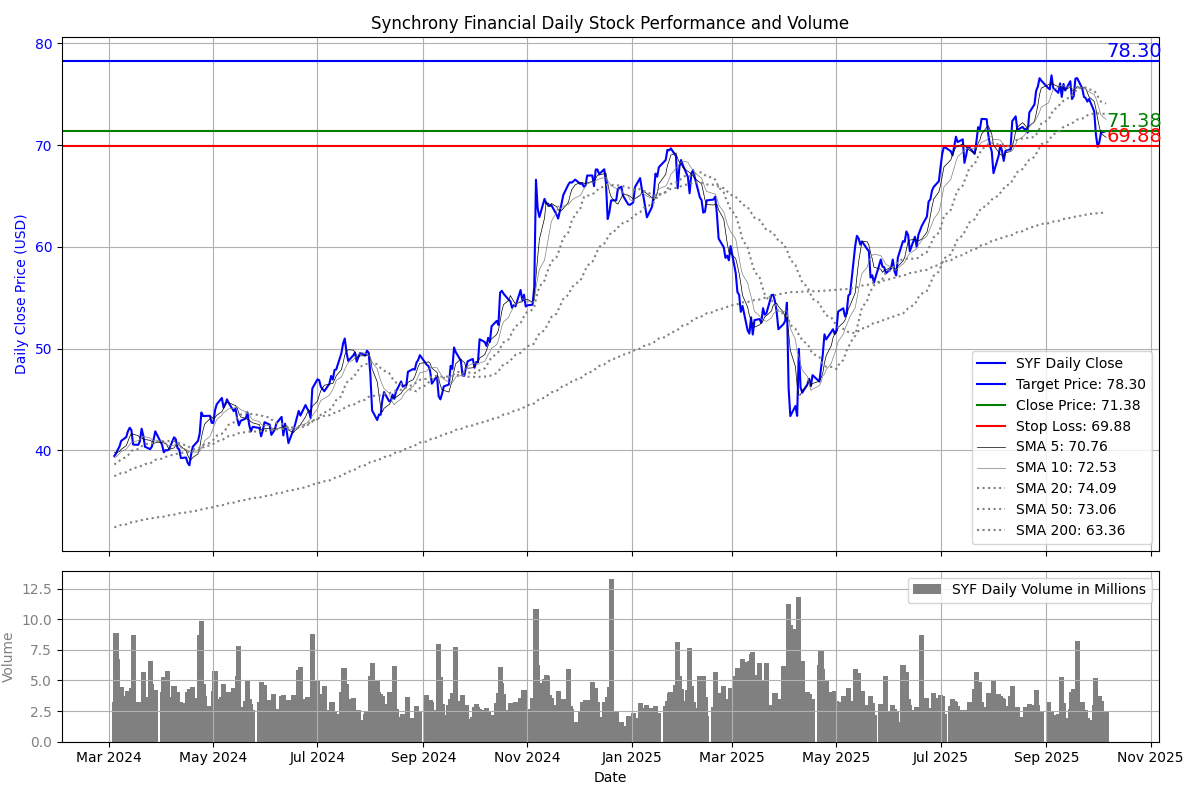 Synchrony Financial Daily Stock Performance and Volume
80
78.30
71.38
70
69.88
60
50
40
Daily Close Price (USD)
SYF Daily Close
Target Price: 78.30
Close Price: 71.38
Stop Loss: 69.88
SMA 5: 70.76
SMA 10: 72.53
SMA 20: 74.09
SMA 50: 73.06
SMA 200: 63.36
12.5
10.0
7.5
5.0
2.5
0.0
Volume
SYF Daily Volume in Millions
Mar 2024 May 2024 Jul 2024 Sep 2024 Nov 2024 Jan 2025 Mar 2025 May 2025 Jul 2025 Sep 2025 Nov 2025
Date